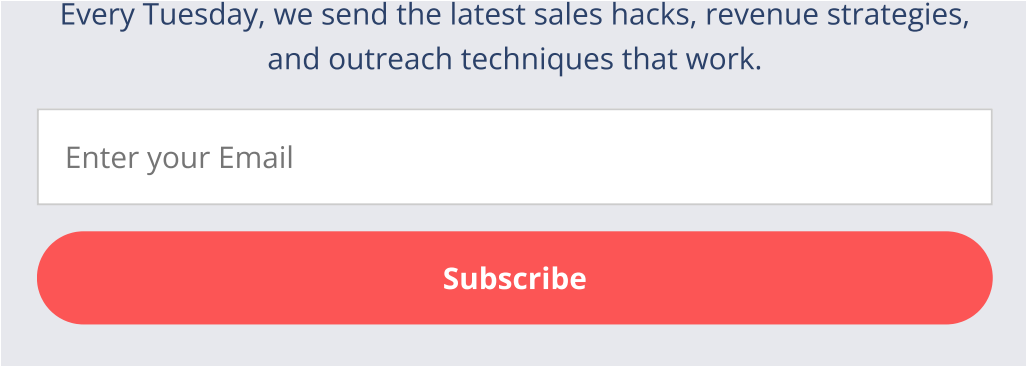 Every Tuesday, we send the latest sales hacks, revenue strategies,
and outreach techniques that work.
Enter your Email
Subscribe